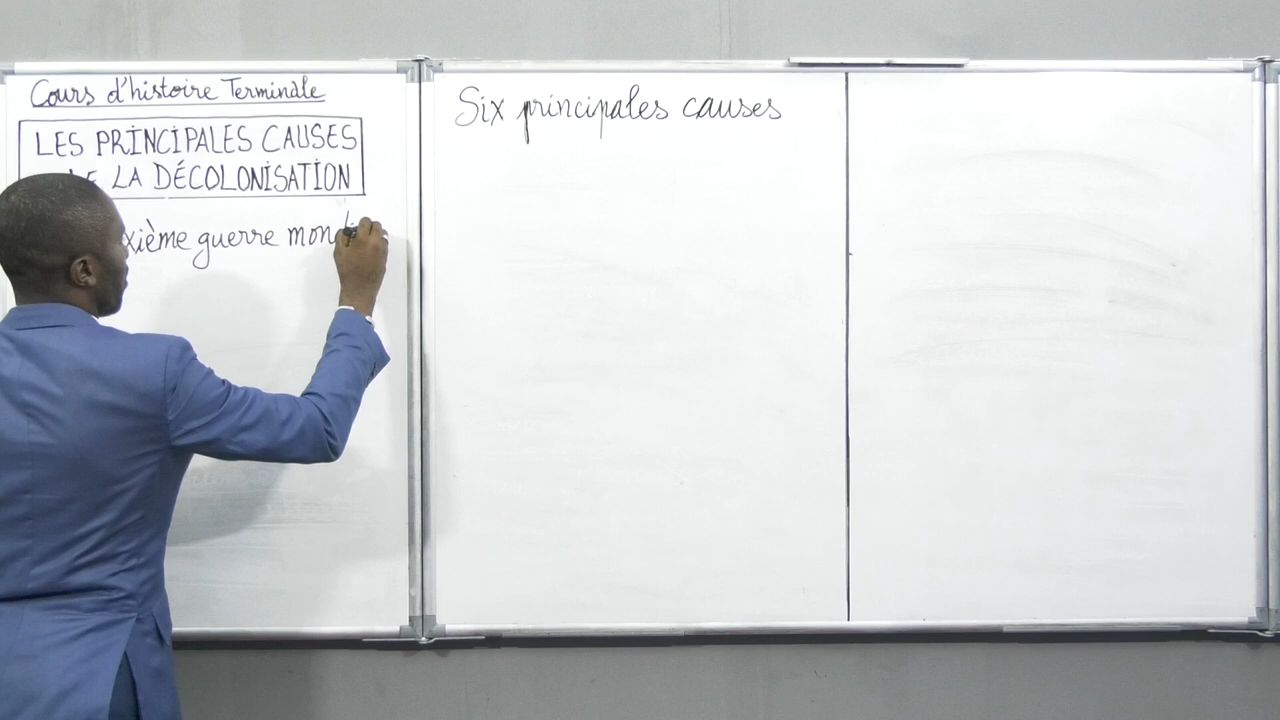 Cours d'histoire Terminale
LES PRINCIPALES CAUSES
LA DÉCOLONISATION
guerre
Six principales causes